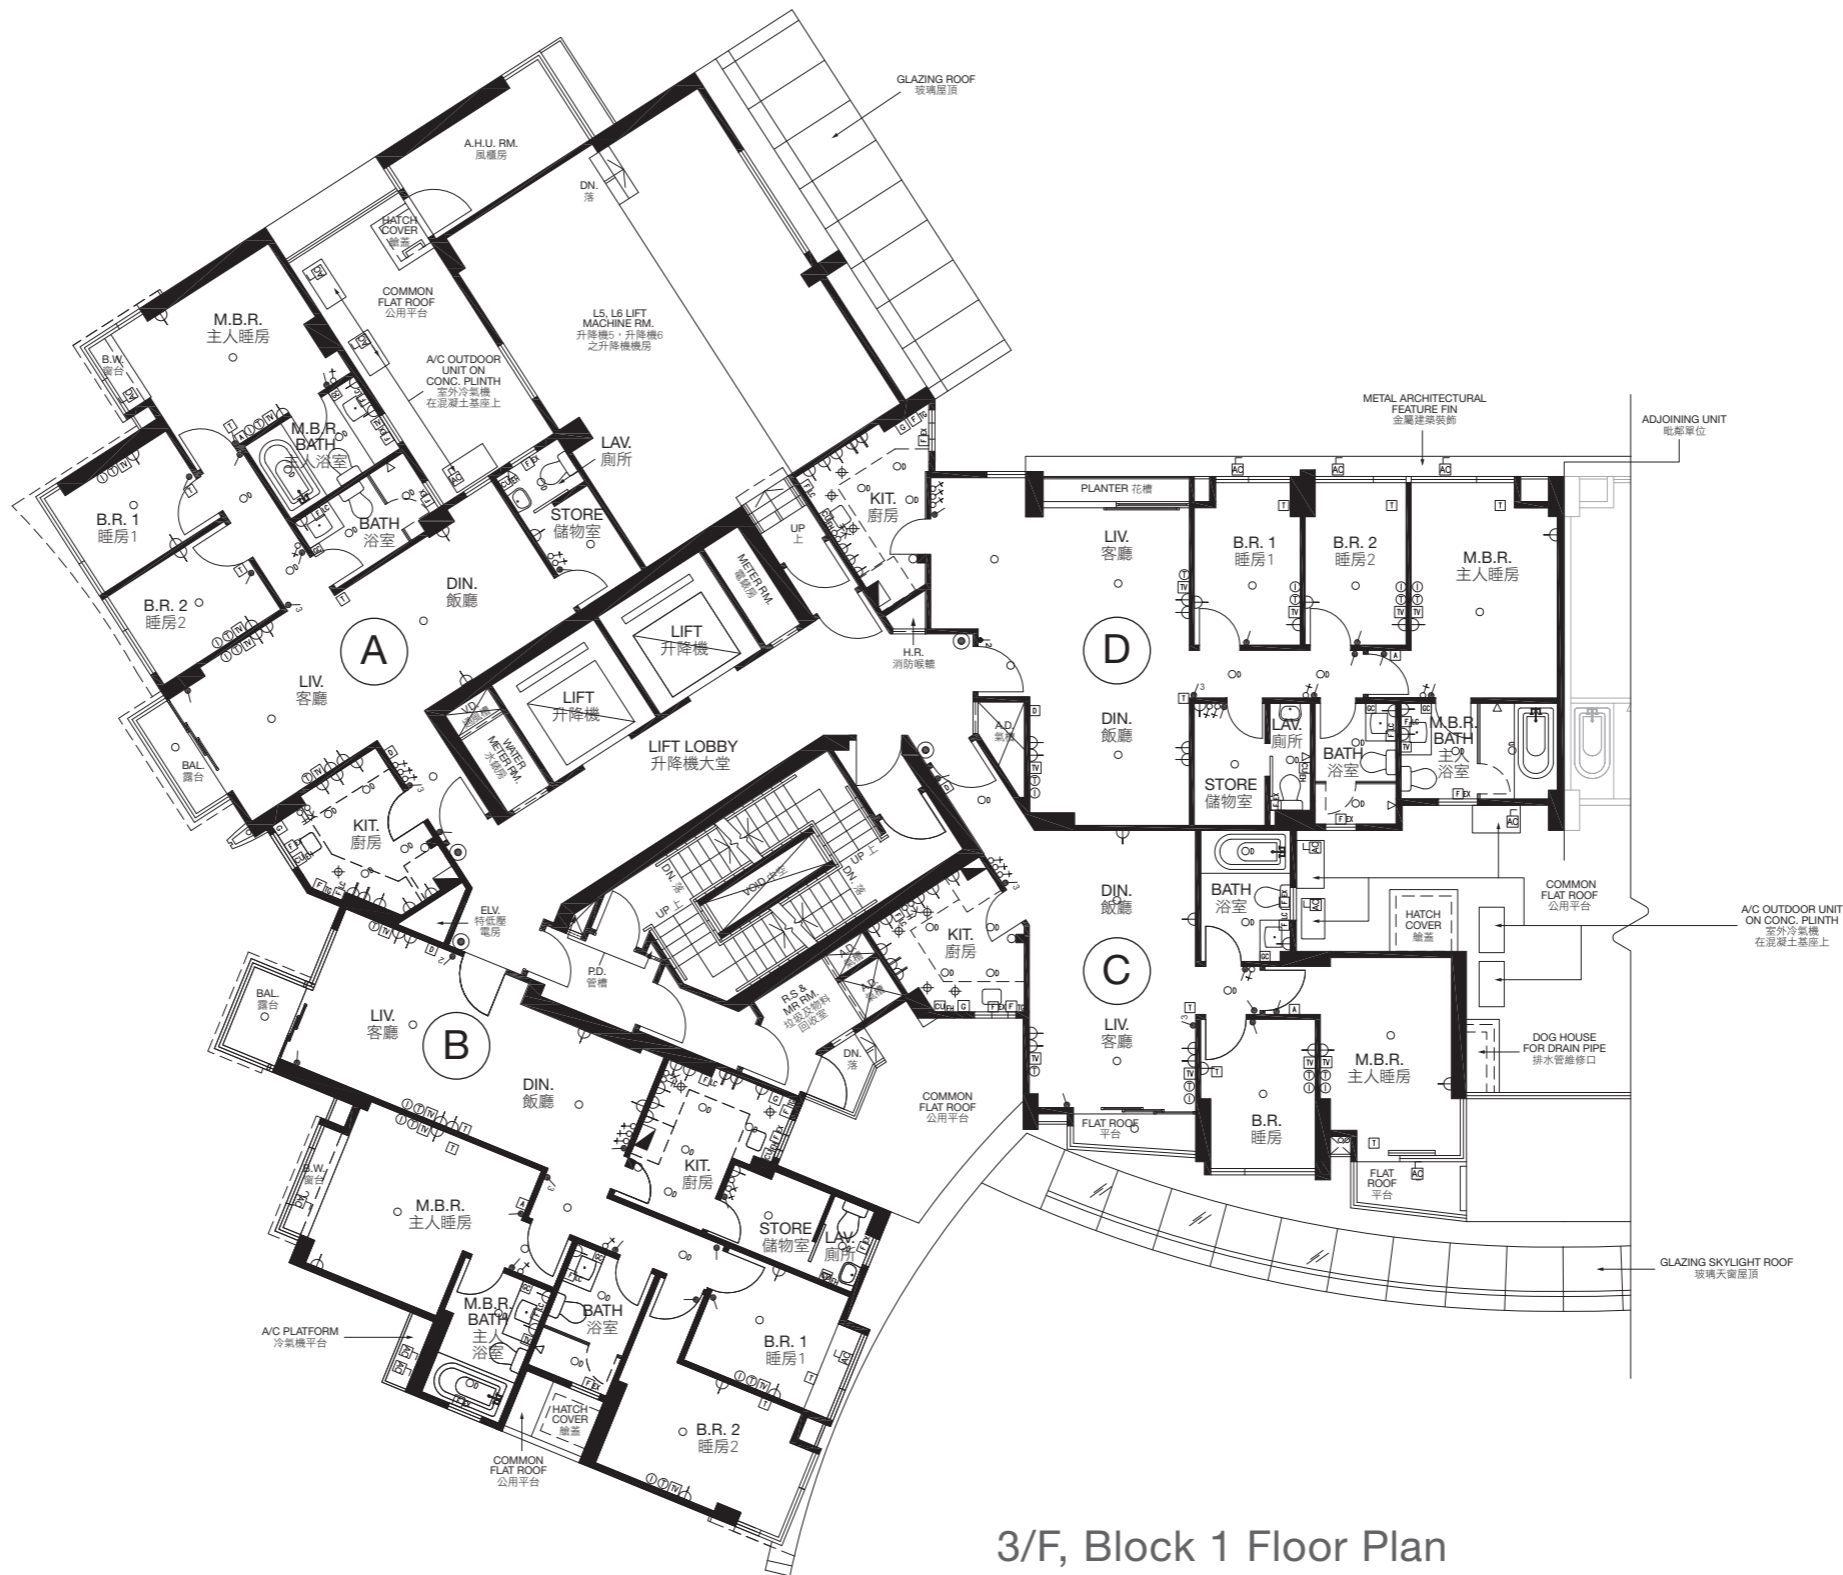 GLAZING ROOF
玻璃屋頂
A.H.U. RM.
風櫃房
DN.
落
HATCH
COVER
艙蓋
COMMON
FLAT ROOF
公用平台
L5, L6 LIFT
MACHINE RM.
升降機5，升降機6
之升降機機房
A/C OUTDOOR
UNIT ON
CONC. PLINTH
室外冷氣機
在混凝土基座上
M.B.R.
主人睡房
B.W.
窗台
M.B.R.
BATH
主人浴室
B.R. 1
睡房1
BATH
浴室
B.R. 2
睡房2
LAV.
廁所
STORE
儲物室
DIN.
飯廳
A
LIV.
客廳
BAL.
露台
KIT.
廚房
ELV.
特低壓
電房
V.D.
WATER
METER RM.
水錶房
LIFT
升降機
LIFT
升降機
METER RM.
電錶房
LIFT LOBBY
升降機大堂
UP
上
KIT.
廚房
H.R.
消防喉轆
METAL ARCHITECTURAL
FEATURE FIN
金屬建築裝飾
ADJOINING UNIT
毗鄰單位
PLANTER 花槽
LIV.
客廳
D
DIN.
飯廳
A.D.
氣槽
B.R. 1
睡房1
B.R. 2
睡房2
M.B.R.
主人睡房
STORE
儲物室
LAV.
廁所
BATH
浴室
M.B.R.
BATH
主人
浴室
DN. 落
UP 上
VOID 中空
UP 上
DN. 落
P.D.
管槽
R.S &
MR RM.
垃圾及物料
回收室
A.D.
氣槽
A.D.
氣槽
DN.
落
KIT.
廚房
DIN.
飯廳
C
LIV.
客廳
BATH
浴室
HATCH
COVER
艙蓋
COMMON
FLAT ROOF
公用平台
A/C OUTDOOR UNIT
ON CONC. PLINTH
室外冷氣機
在混凝土基座上
DOG HOUSE
FOR DRAIN PIPE
排水管維修口
M.B.R.
主人睡房
B.R.
睡房
FLAT ROOF
平台
FLAT
ROOF
平台
COMMON
FLAT ROOF
公用平台
GLAZING SKYLIGHT ROOF
玻璃天窗屋頂
BAL.
露台
LIV.
客廳
B
DIN.
飯廳
KIT.
廚房
B.W.
窗台
M.B.R.
主人睡房
STORE
儲物室
LAV.
廁所
M.B.R.
BATH
主人
浴室
BATH
浴室
B.R. 1
睡房1
B.R. 2
睡房2
A/C PLATFORM
冷氣機平台
HATCH
COVER
艙蓋
COMMON
FLAT ROOF
公用平台
3/F, Block 1 Floor Plan